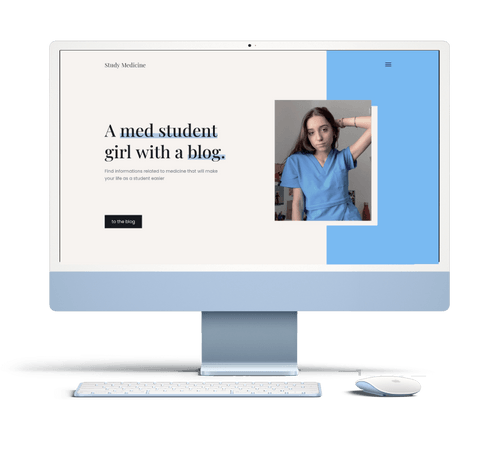 Study Medicine
A med student
girl with a blog.
Find informations related to medicine that will make
your life as a student easier
to the blog